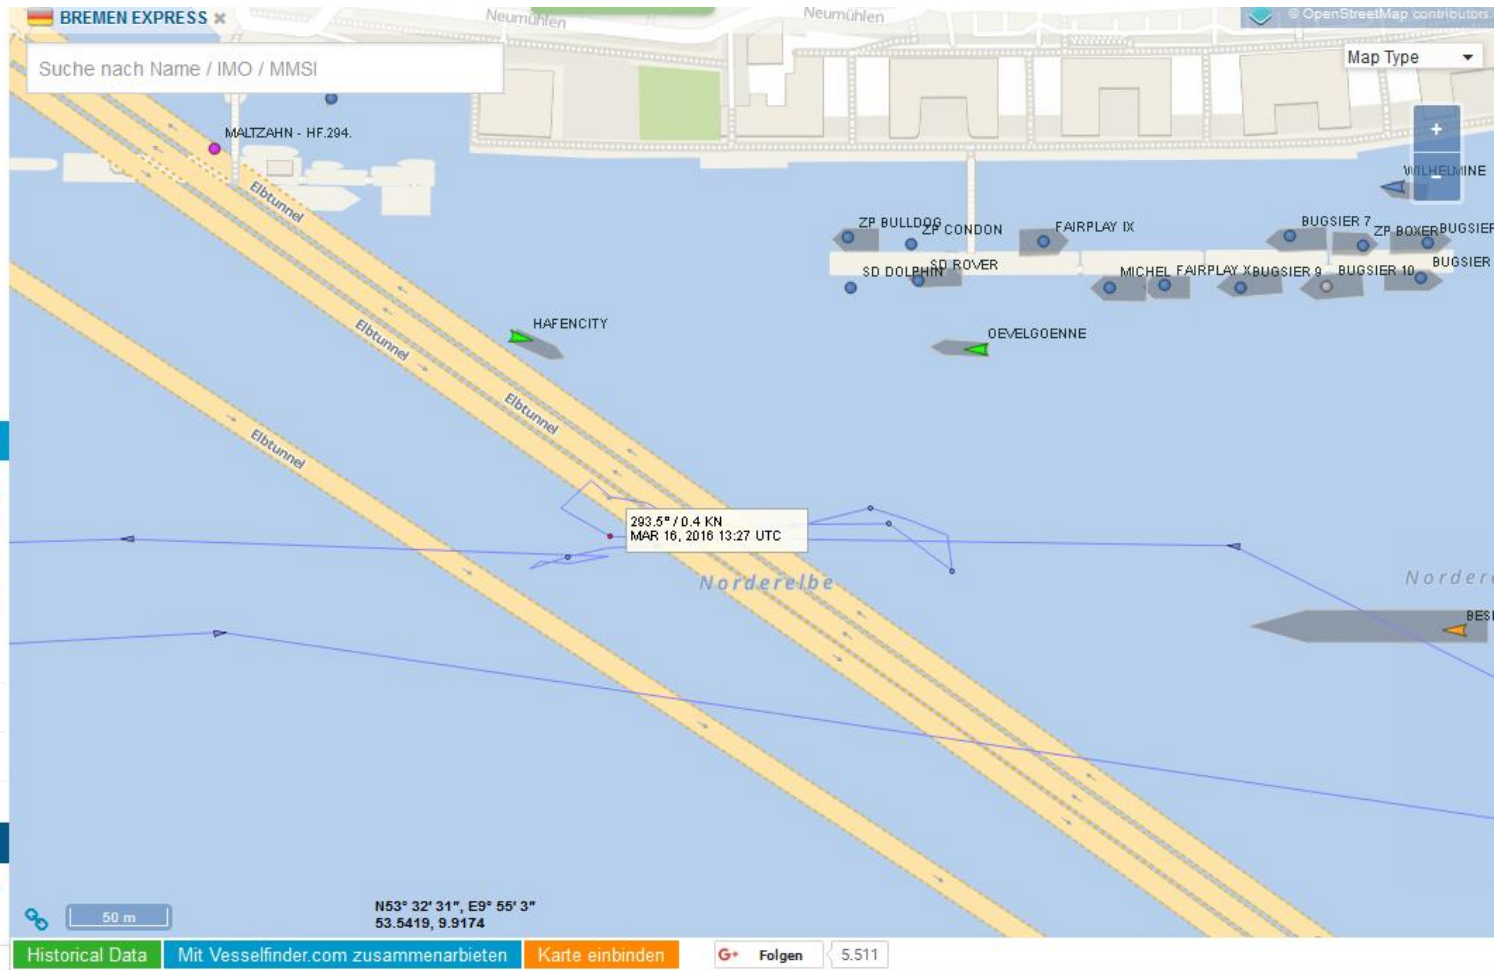 BREMEN EXPRESS
Neumühlen
Neumühlen
© OpenStreetMap contributors
Suche nach Name / IMO / MMSI
Map Type
MALTZAHN - HF.294.
+
WILHELMINE
-
Elbtunnel
ZP BULLDOG
ZP CONDON
FAIRPLAY IX
BUGSIER 7
ZP BOXER
BUGSIER
SD DOLPHIN
SD ROVER
MICHEL
FAIRPLAY X
BUGSIER 9
BUGSIER 10
BUGSIER
HAFENCITY
Elbtunnel
OEVELGOENNE
Elbtunnel
Elbtunnel
293.5° / 0.4 KN
MAR 16, 2016 13:27 UTC
Norderelbe
Nordere
BES
50 m
N53° 32' 31", E9° 55' 3"
53.5419, 9.9174
Historical Data
Mit Vesselfinder.com zusammenarbeiten
Karte einbinden
G+ Folgen
5.511